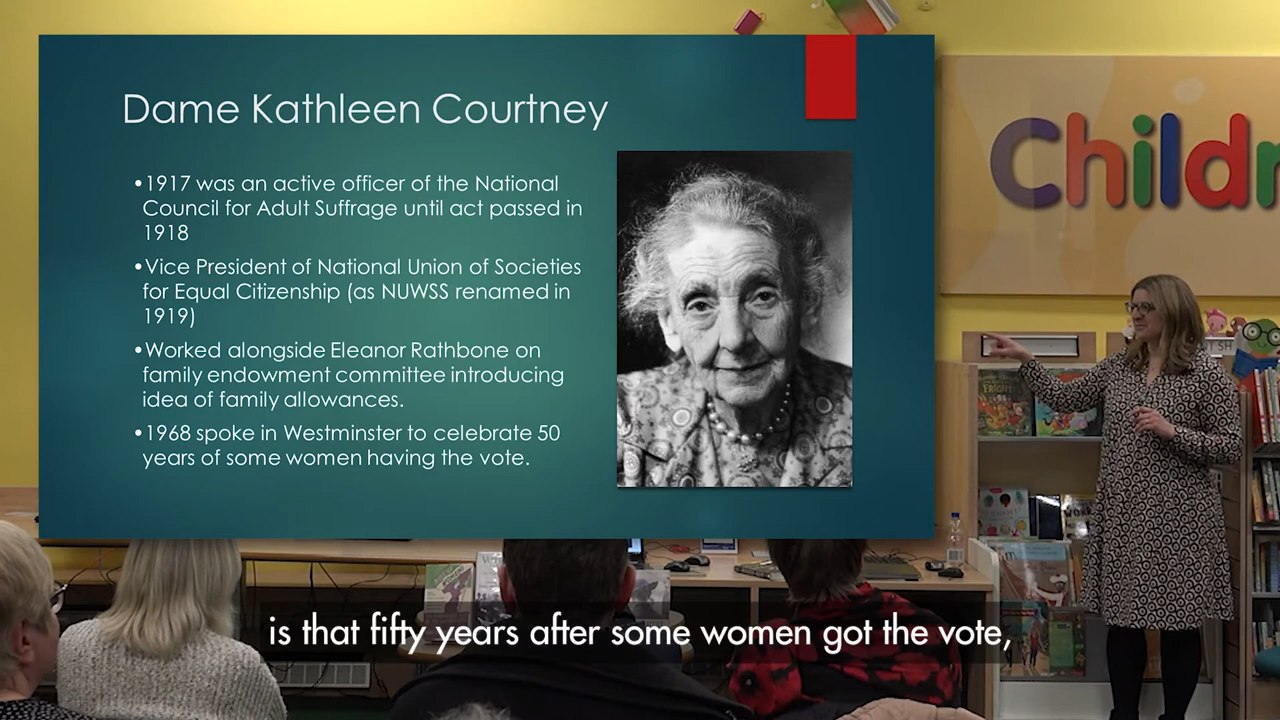 Dame Kathleen Courtney
•1917 was an active officer of the National
Council for Adult Suffrage until act passed in
1918
•Vice President of National Union of Societies
for Equal Citizenship (as NUWSS renamed in
1919)
•Worked alongside Eleanor Rathbone on
family endowment committee introducing
idea of family allowances.
•1968 spoke in Westminster to celebrate 50
years of some women having the vote.
Childr
SH
is that fifty years after some women got the vote,